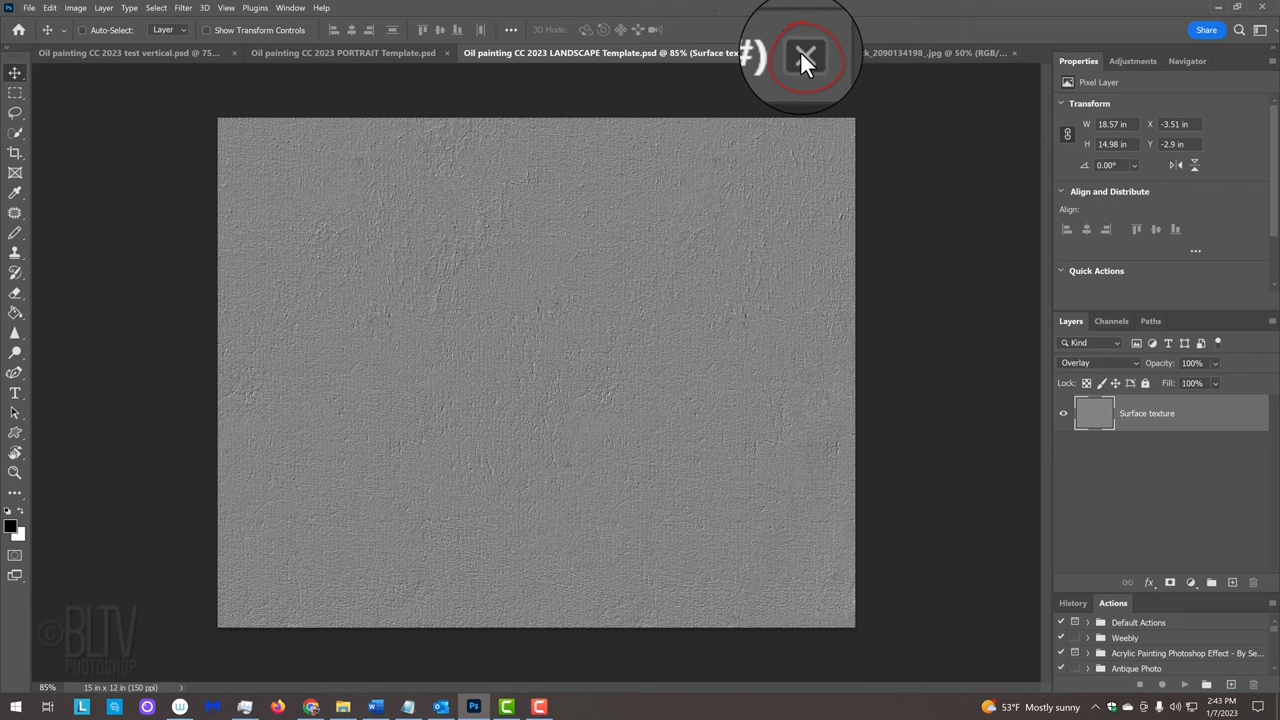 File Edit Image Layer Type Select Filter 3D View Plugins Window Help
Auto-Select: Layer Show Transform Controls 3D Mode: Share
Oil painting CC 2023 test vertical.psd @ 75... Oil painting CC 2023 PORTRAIT Template.psd Oil painting CC 2023 LANDSCAPE Template.psd @ 85% (Surface tex #) ck_2090134198_.jpg @ 50% (RGB/...
Properties Adjustments Navigator
Pixel Layer
Transform
W 18.57 in X -3.51 in
H 14.98 in Y -2.9 in
0.00°
Align and Distribute
Align:
Quick Actions
Layers Channels Paths
Kind
Overlay Opacity: 100%
Lock: Fill: 100%
Surface texture
History Actions
Default Actions
Weebly
Acrylic Painting Photoshop Effect - By Se...
Antique Photo
©BLTV
PHOTOSHOP
85% 15 in x 12 in (150 ppi)
53°F Mostly sunny
2:43 PM
1/7/2023